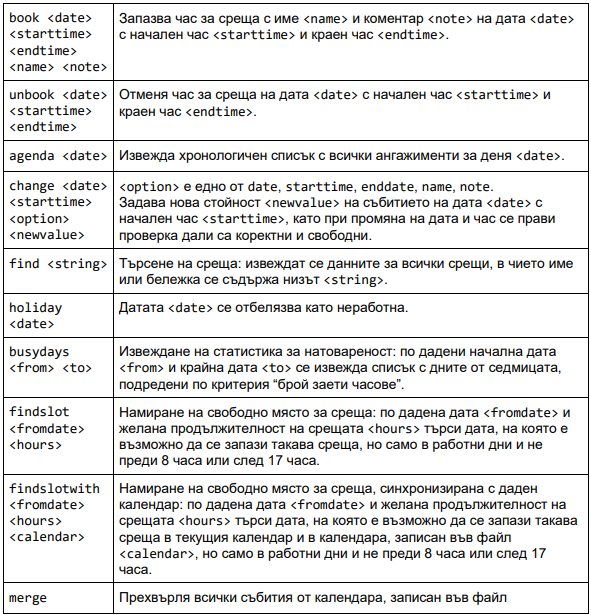 book <date>
<starttime>
<endtime>
<name> <note>
Запазва час за среща с име <name> и коментар <note> на дата <date>
с начален час <starttime> и краен час <endtime>.
unbook <date>
<starttime>
<endtime>
Отменя час за среща на дата <date> с начален час <starttime> и
краен час <endtime>.
agenda <date>
Извежда хронологичен списък с всички ангажименти за деня <date>.
change <date>
<starttime>
<option>
<newvalue>
<option> е едно от date, starttime, enddate, name, note.
Задава нова стойност <newvalue> на събитието на дата <date> с
начален час <starttime>, като при промяна на дата и час се прави
проверка дали са коректни и свободни.
find <string>
Търсене на среща: извеждат се данните за всички срещи, в чието име
или бележка се съдържа низът <string>.
holiday
<date>
Датата <date> се отбелязва като неработна.
busydays
<from> <to>
Извеждане на статистика за натовареност: по дадени начална дата
<from> и крайна дата <to> се извежда списък с дните от седмицата,
подредени по критерия “брой заети часове”.
findslot
<fromdate>
<hours>
Намиране на свободно място за среща: по дадена дата <fromdate> и
желана продължителност на срещата <hours> търси дата, на която е
възможно да се запази такава среща, но само в работни дни и не
преди 8 часа или след 17 часа.
findslotwith
<fromdate>
<hours>
<calendar>
Намиране на свободно място за среща, синхронизирана с даден
календар: по дадена дата <fromdate> и желана продължителност на
срещата <hours> търси дата, на която е възможно да се запази такава
среща в текущия календар и в календара, записан във файл
<calendar>, но само в работни дни и не преди 8 часа или след 17
часа.
merge
Прехвърля всички събития от календара, записан във файл